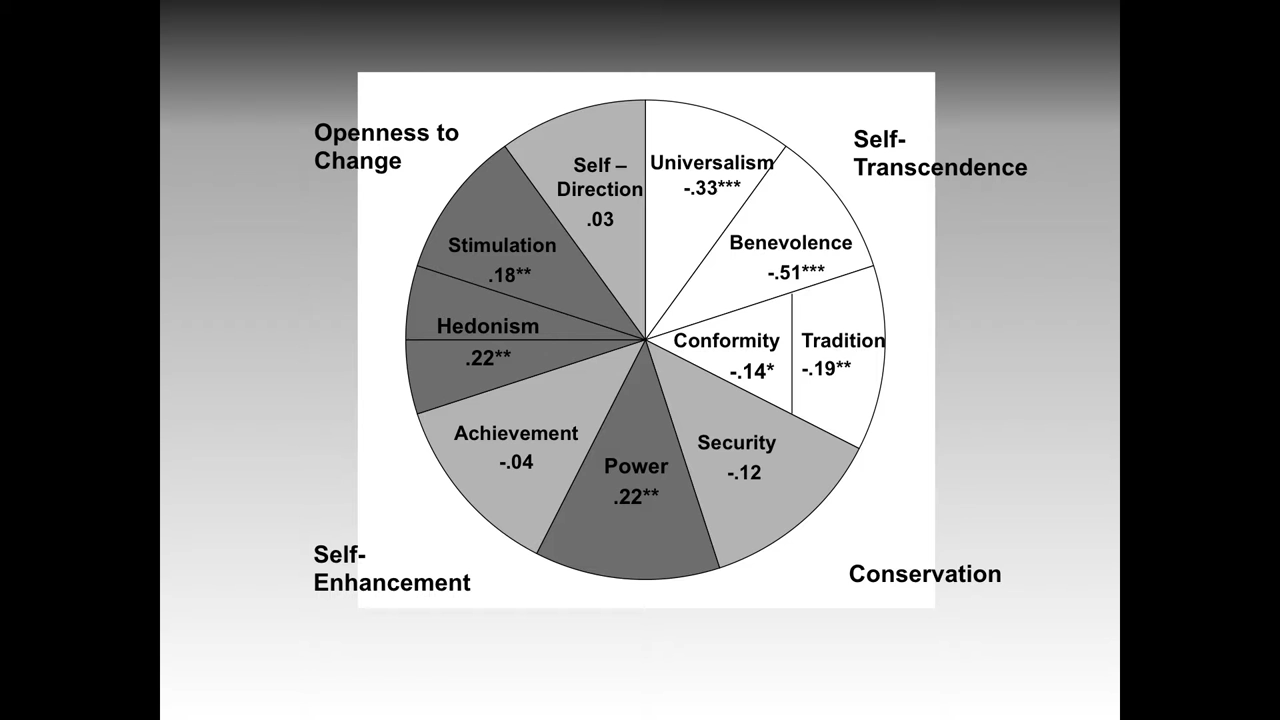 Openness to
Change
Self-
Transcendence
Self –
Direction
.03
Universalism
-.33***
Stimulation
.18**
Benevolence
-.51***
Hedonism
.22**
Conformity
-.14*
Tradition
-.19**
Achievement
-.04
Power
.22**
Security
-.12
Self-
Enhancement
Conservation